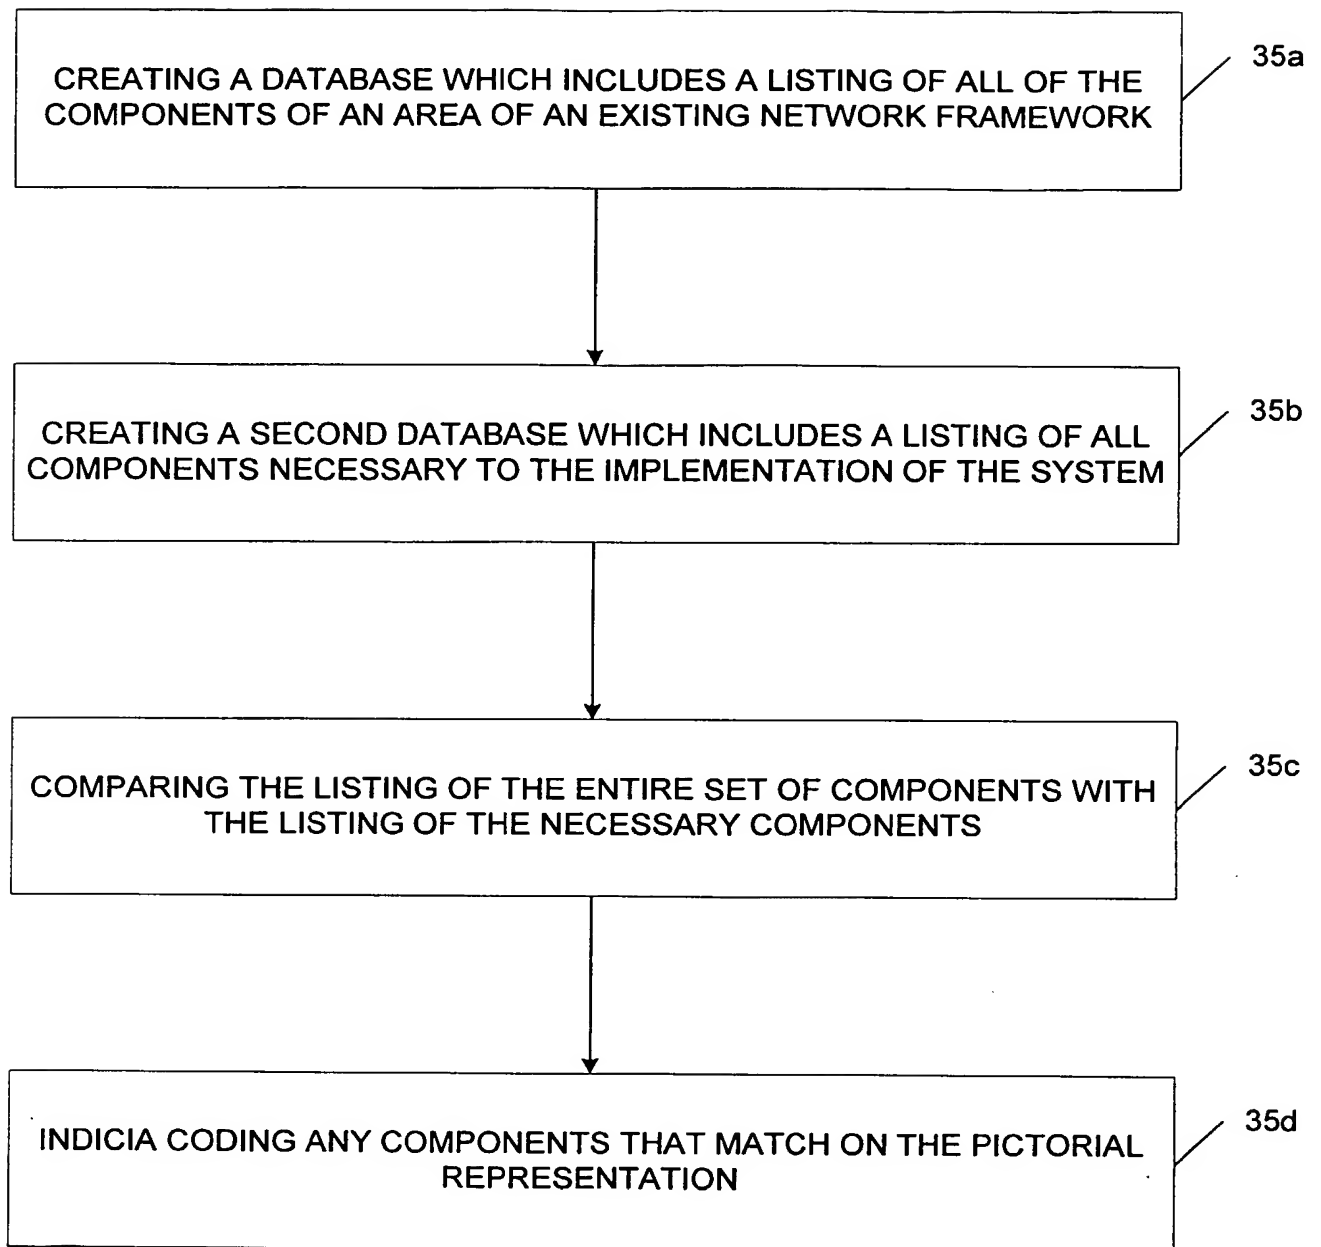 35a
CREATING A DATABASE WHICH INCLUDES A LISTING OF ALL OF THE
COMPONENTS OF AN AREA OF AN EXISTING NETWORK FRAMEWORK
35b
CREATING A SECOND DATABASE WHICH INCLUDES A LISTING OF ALL
COMPONENTS NECESSARY TO THE IMPLEMENTATION OF THE SYSTEM
35c
COMPARING THE LISTING OF THE ENTIRE SET OF COMPONENTS WITH
THE LISTING OF THE NECESSARY COMPONENTS
35d
INDICIA CODING ANY COMPONENTS THAT MATCH ON THE PICTORIAL
REPRESENTATION